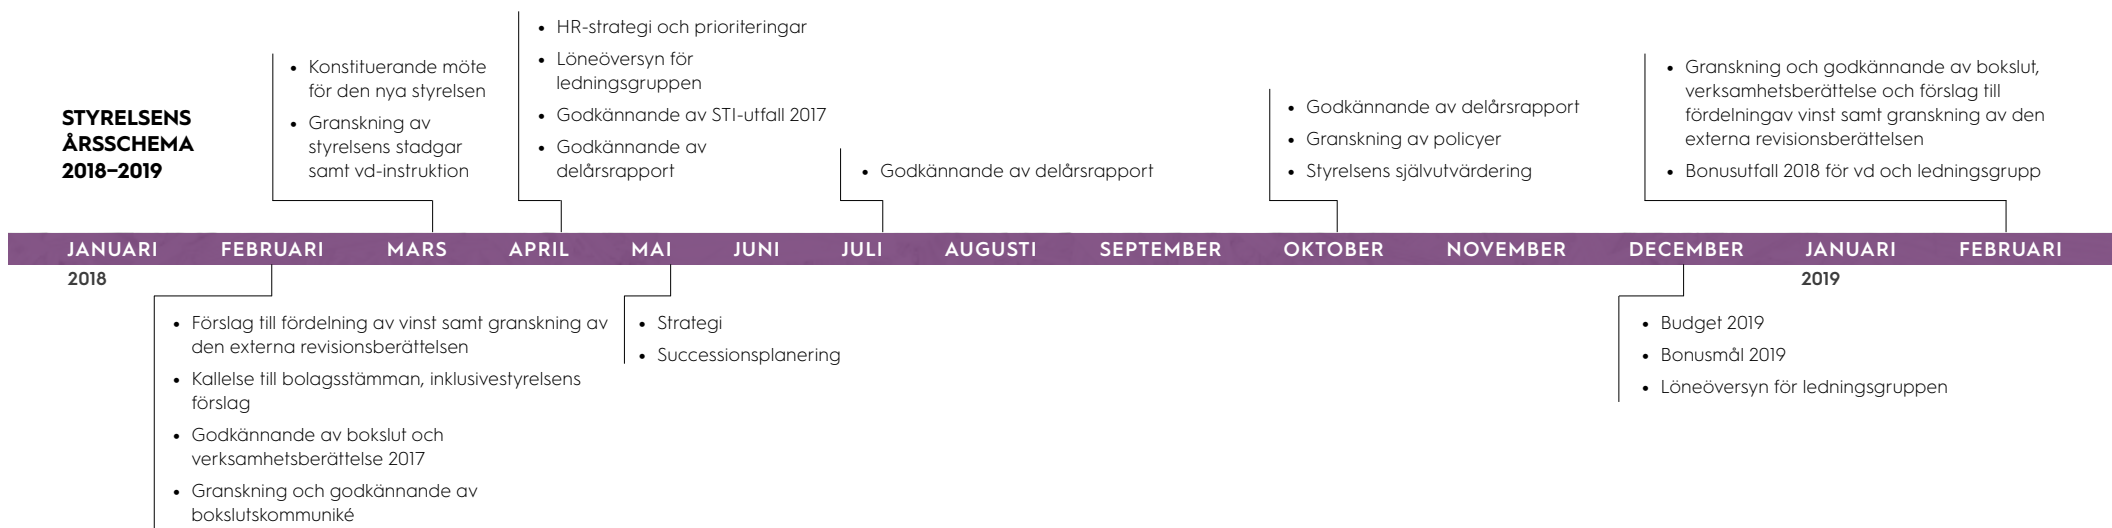 STYRELSENS
ÅRSSCHEMA
2018–2019
• Konstituerande möte
för den nya styrelsen
• Granskning av
styrelsens stadgar
samt vd-instruktion
• HR-strategi och prioriteringar
• Löneöversyn för
ledningsgruppen
• Godkännande av STI-utfall 2017
• Godkännande av
delårsrapport
• Godkännande av delårsrapport
• Godkännande av delårsrapport
• Granskning av policyer
• Styrelsens självutvärdering
• Granskning och godkännande av bokslut,
verksamhetsberättelse och förslag till
fördelningav vinst samt granskning av den
externa revisionsberättelsen
• Bonusutfall 2018 för vd och ledningsgrupp
JANUARI FEBRUARI MARS APRIL MAI JUNI JULI AUGUSTI SEPTEMBER OKTOBER NOVEMBER DECEMBER JANUARI FEBRUARI
2018 2019
• Förslag till fördelning av vinst samt granskning av
den externa revisionsberättelsen
• Kallelse till bolagsstämman, inklusivestyrelsens
förslag
• Godkännande av bokslut och
verksamhetsberättelse 2017
• Granskning och godkännande av
bokslutskommuniké
• Strategi
• Successionsplanering
• Budget 2019
• Bonusmål 2019
• Löneöversyn för ledningsgruppen